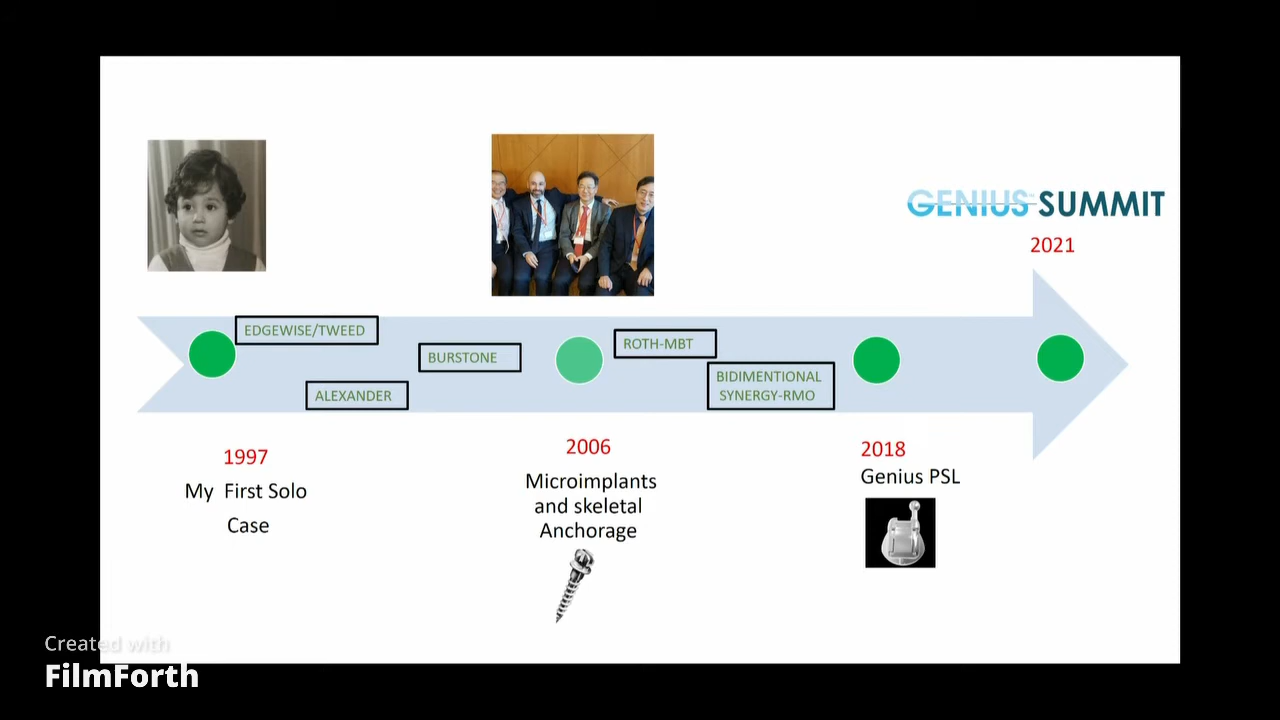 GENIUS SUMMIT
2021
EDGEWISE/TWEED
ROTH-MBT
BURSTONE
BIDIMENTIONAL
SYNERGY-RMO
ALEXANDER
1997
My First Solo
Case
2006
Microimplants
and skeletal
Anchorage
2018
Genius PSL
Created with
FilmForth